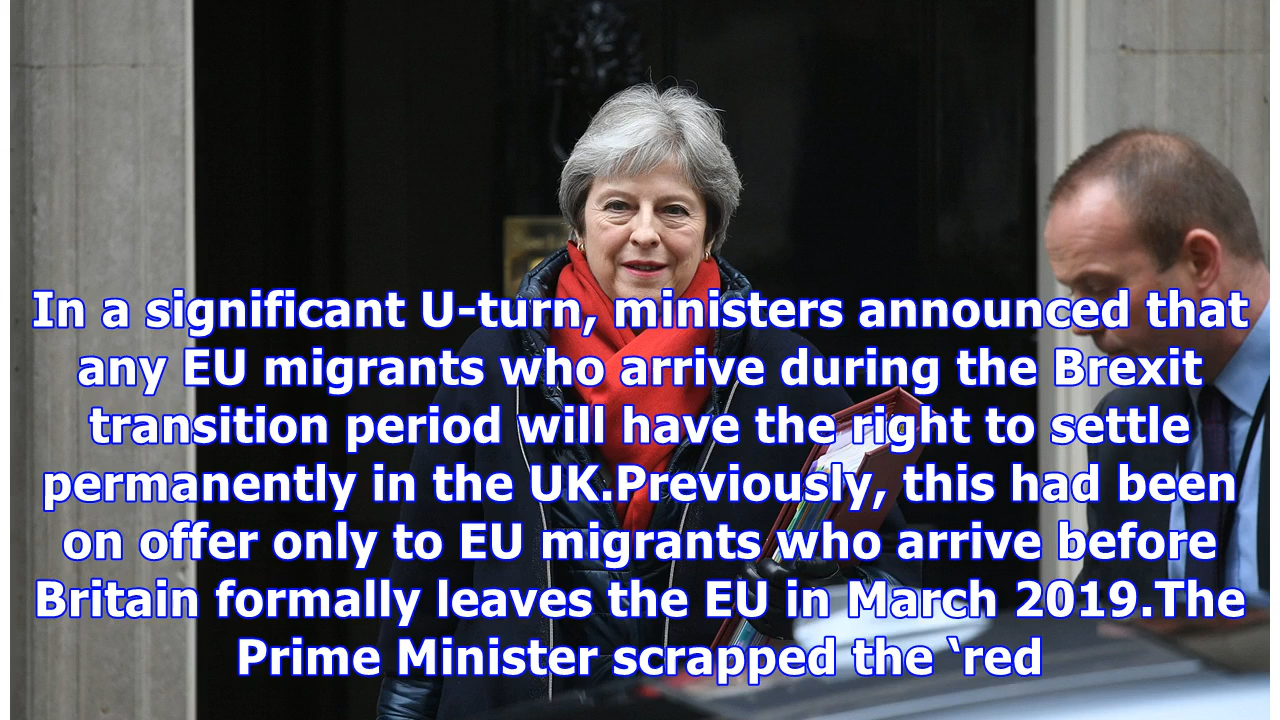 In a significant U-turn, ministers announced that
any EU migrants who arrive during the Brexit
transition period will have the right to settle
permanently in the UK.Previously, this had been
on offer only to EU migrants who arrive before
Britain formally leaves the EU in March 2019.The
Prime Minister scrapped the ‘red